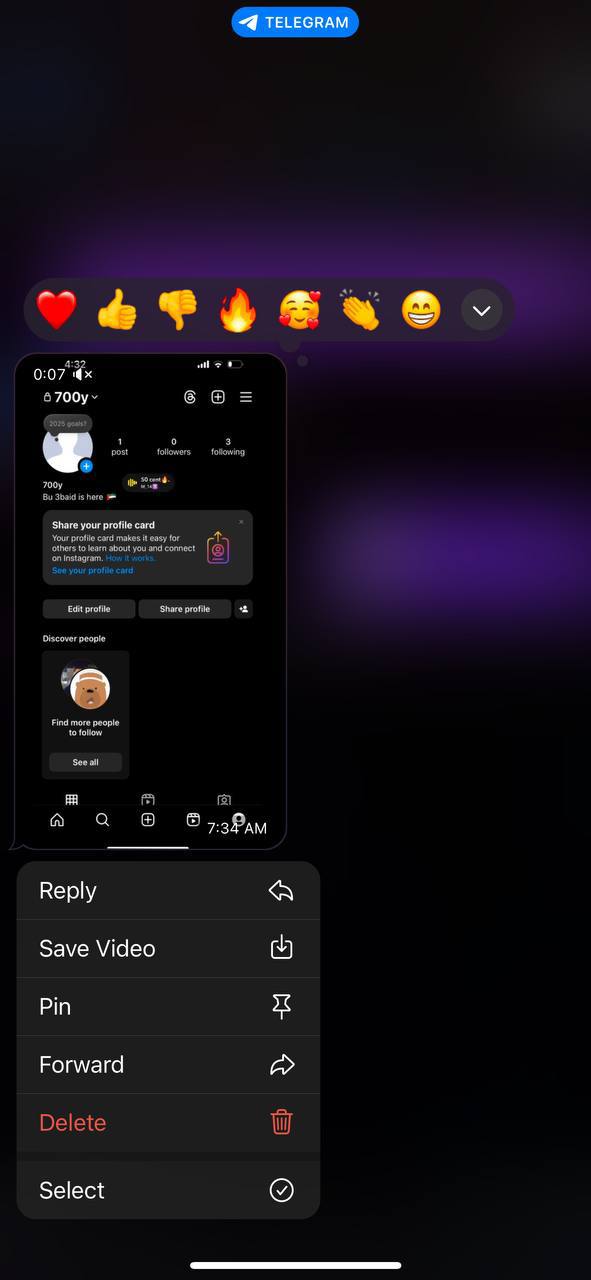 TELEGRAM
4:32
0:07
700y
2025 goals?
1
post
0
followers
3
following
700y
50 cent🔥.
Bu 3baid is here 🇦🇪
Share your profile card
Your profile card makes it easy for
others to learn about you and connect
on Instagram. How it works.
See your profile card
Edit profile
Share profile
Discover people
Find more people
to follow
See all
7:34 AM
Reply
Save Video
Pin
Forward
Delete
Select